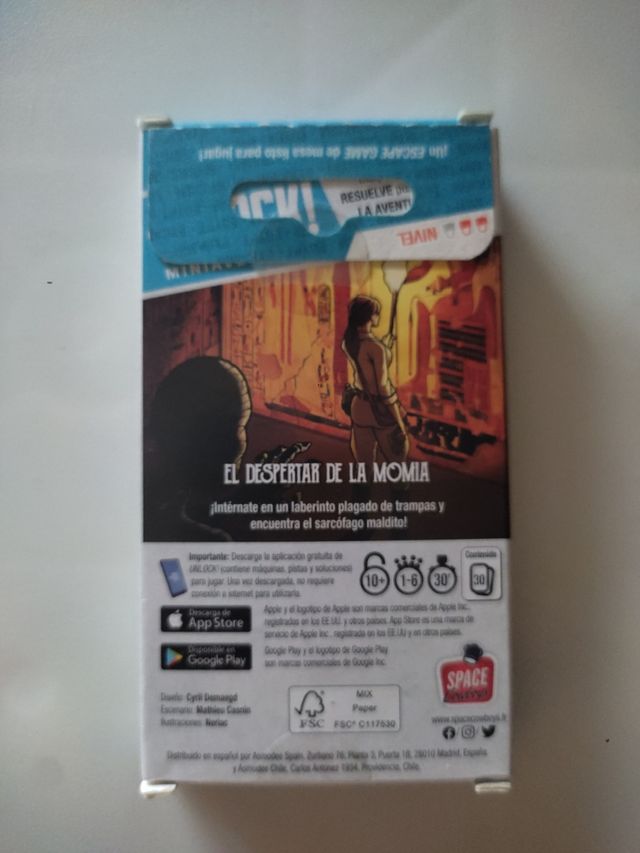 ¡Un ESCAPE GAME de mesa listo para jugar!
OCK!
RESUELVE
LA AVENT
NIVEL
EL DESPERTAR DE LA MOMIA
¡Intérnate en un laberinto plagado de trampas y
encuentra el sarcófago maldito!
Importante: Descarga la aplicación gratuita de
UNLOCK! (contiene máquinas, pistas y soluciones)
para jugar. Una vez descargada, no requiere
conexión a internet para utilizarla.
10+
1-6
30'
Contenido
30
Descarga de
App Store
Apple y el logotipo de Apple son marcas comerciales de Apple Inc.,
registradas en los EE.UU. y otros países. App Store es una marca de
servicio de Apple Inc., registrada en los EE.UU y en otros países.
Disponible en
Google Play
Google Play y el logotipo de Google Play
son marcas comerciales de Google Inc.
SPACE
Cowboys
Diseño: Cyril Demaegd
Escenario: Mathieu Casnin
Ilustraciones: Neriac
FSC
MIX
Paper
FSC® C117530
www.spacecowboys.fr
Distribuido en español por Asmodee Spain. Zurbano 76, Planta 3, Puerta 1B, 28010 Madrid, España
y Asmodee Chile. Carlos Antúnez 1934. Providencia, Chile.